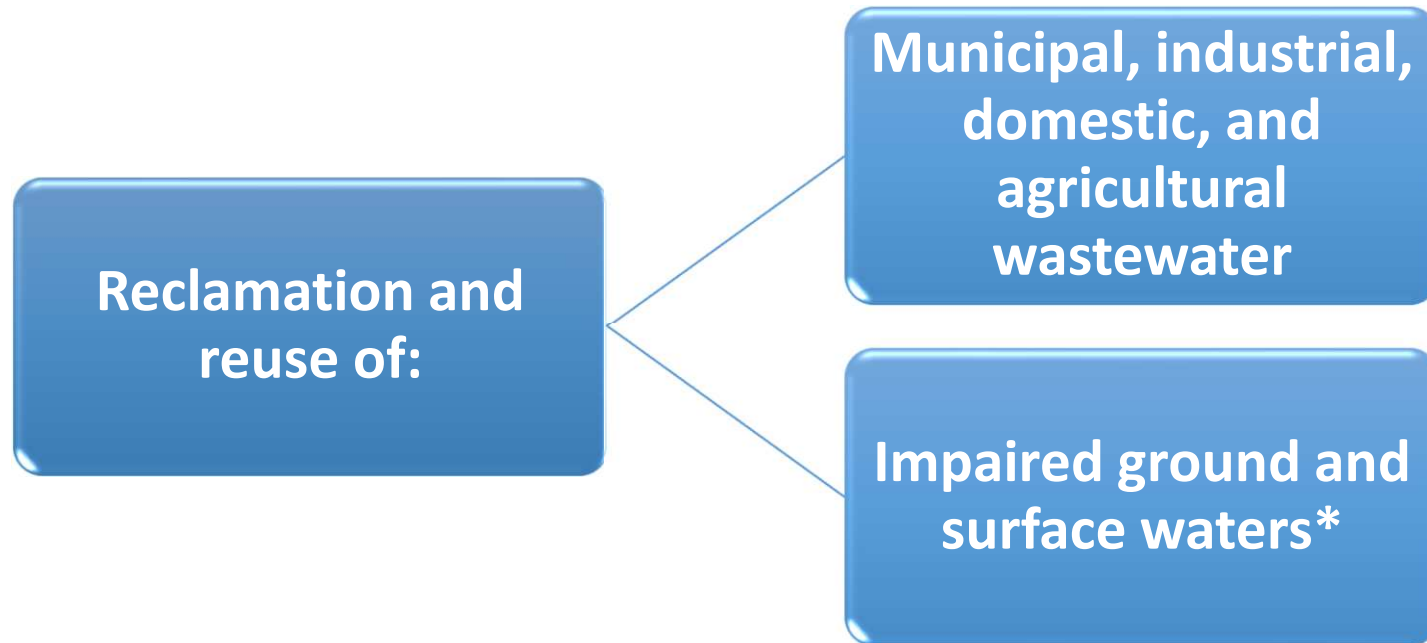 Reclamation and
reuse of:
Municipal, industrial,
domestic, and
agricultural
wastewater
Impaired ground and
surface waters*